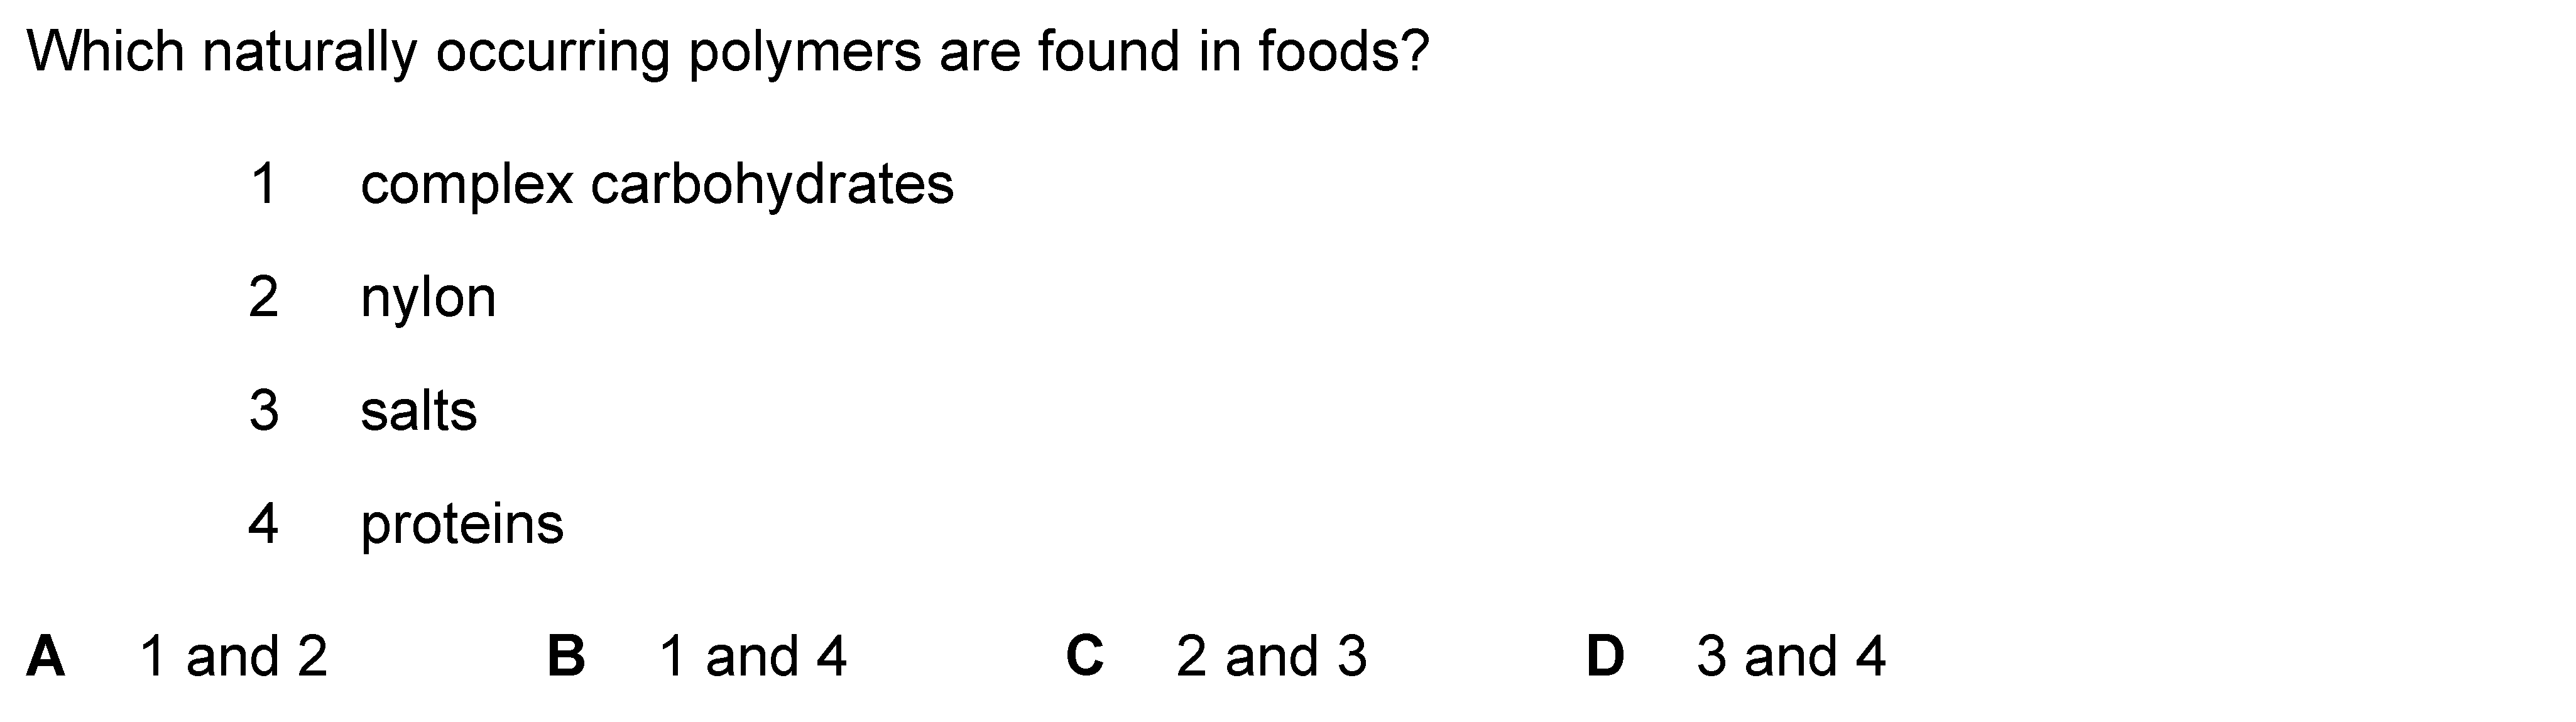 Which naturally occurring polymers are found in foods?
1 complex carbohydrates
2 nylon
3 salts
4 proteins
A 1 and 2 B 1 and 4 C 2 and 3 D 3 and 4